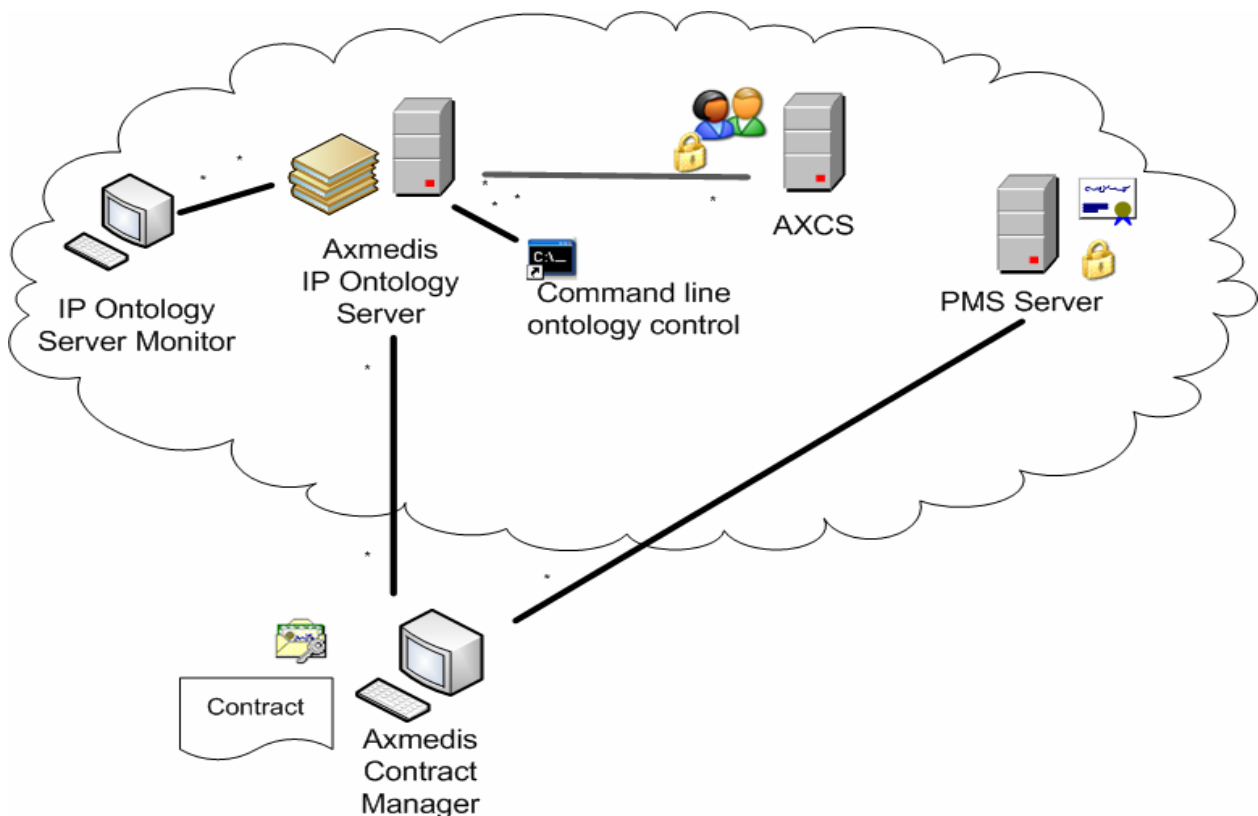 AXCS
Axmedis
IP Ontology
Server
C:\_
Command line
ontology control
IP Ontology
Server Monitor
PMS Server
Contract
Axmedis
Contract
Manager